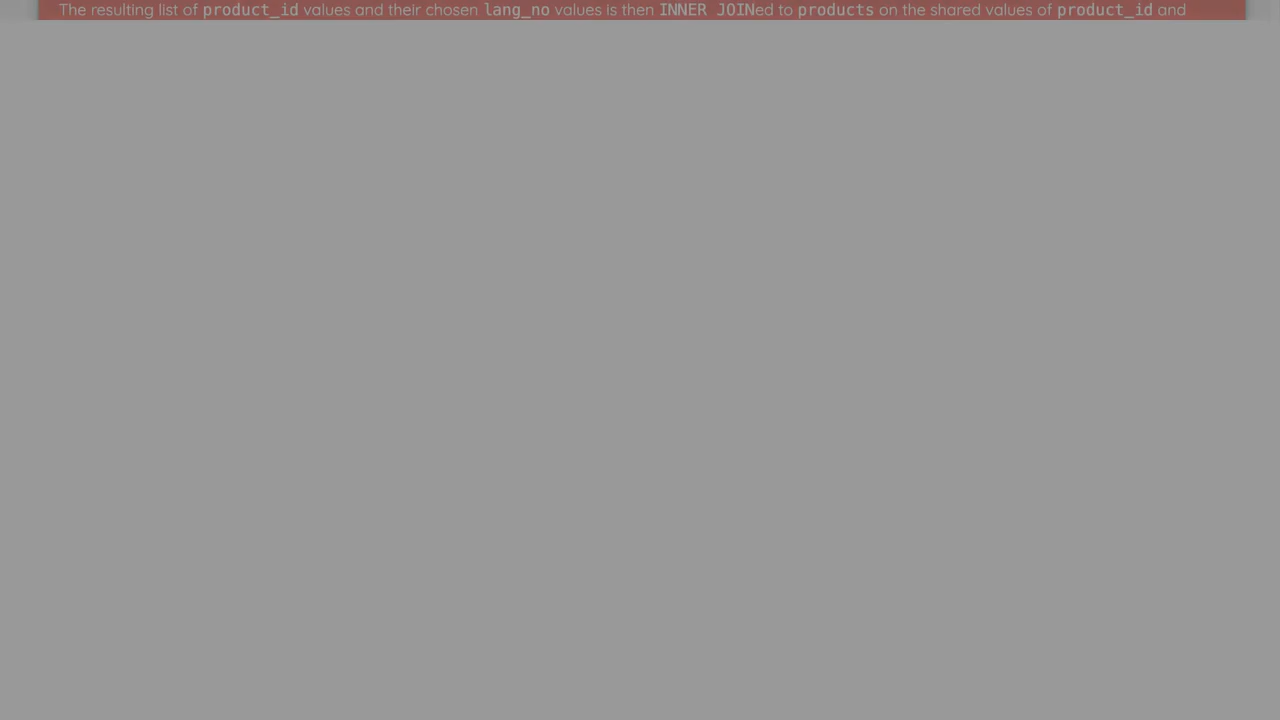 The resulting list of product_id values and their chosen lang_no values is then INNER JOINed to products on the shared values of product_id and